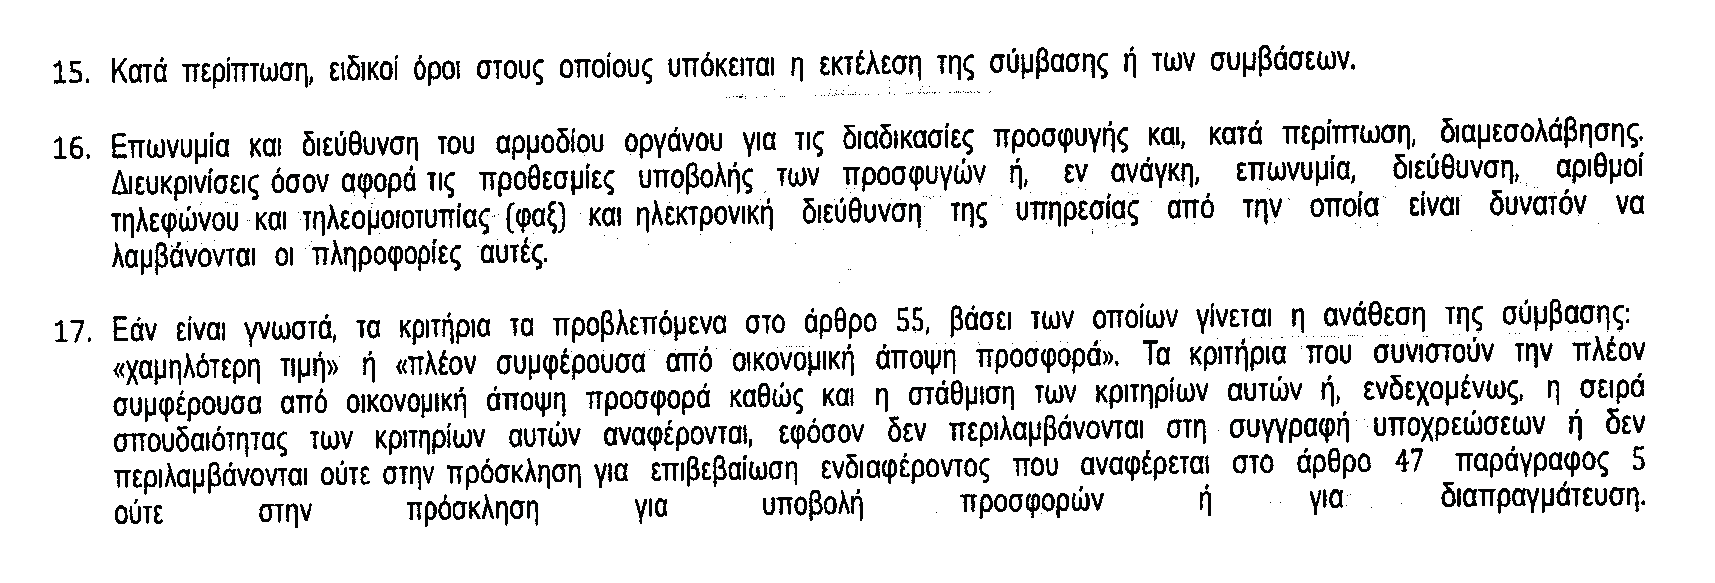 15. Κατά περίπτωση, ειδικοί όροι στους οποίους υπόκειται η εκτέλεση της σύμβασης ή των συμβάσεων.
16. Επωνυμία και διεύθυνση του αρμοδίου οργάνου για τις διαδικασίες προσφυγής και, κατά περίπτωση, διαμεσολάβησης.
Διευκρινίσεις όσον αφορά τις προθεσμίες υποβολής των προσφυγών ή, εν ανάγκη, επωνυμία, διεύθυνση, αριθμοί
τηλεφώνου και τηλεομοιοτυπίας (φαξ) και ηλεκτρονική διεύθυνση της υπηρεσίας από την οποία είναι δυνατόν να
λαμβάνονται οι πληροφορίες αυτές.
17. Εάν είναι γνωστά, τα κριτήρια τα προβλεπόμενα στο άρθρο 55, βάσει των οποίων γίνεται η ανάθεση της σύμβασης:
«χαμηλότερη τιμή» ή «πλέον συμφέρουσα από οικονομική άποψη προσφορά». Τα κριτήρια που συνιστούν την πλέον
συμφέρουσα από οικονομική άποψη προσφορά καθώς και η στάθμιση των κριτηρίων αυτών ή, ενδεχομένως, η σειρά
σπουδαιότητας των κριτηρίων αυτών αναφέρονται, εφόσον δεν περιλαμβάνονται στη συγγραφή υποχρεώσεων ή δεν
περιλαμβάνονται ούτε στην πρόσκληση για επιβεβαίωση ενδιαφέροντος που αναφέρεται στο άρθρο 47 παράγραφος 5
ούτε στην πρόσκληση για υποβολή προσφορών ή για διαπραγμάτευση.